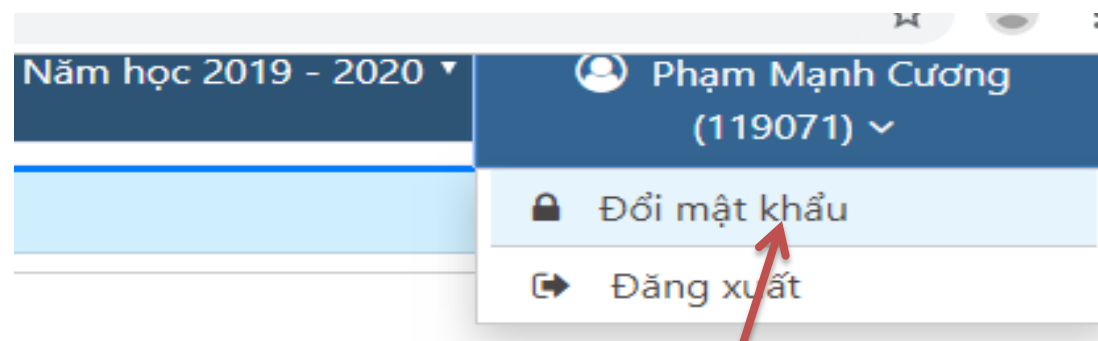 Năm học 2019 - 2020
Phạm Mạnh Cương
(119071)
Đổi mật khẩu
Đăng xuất